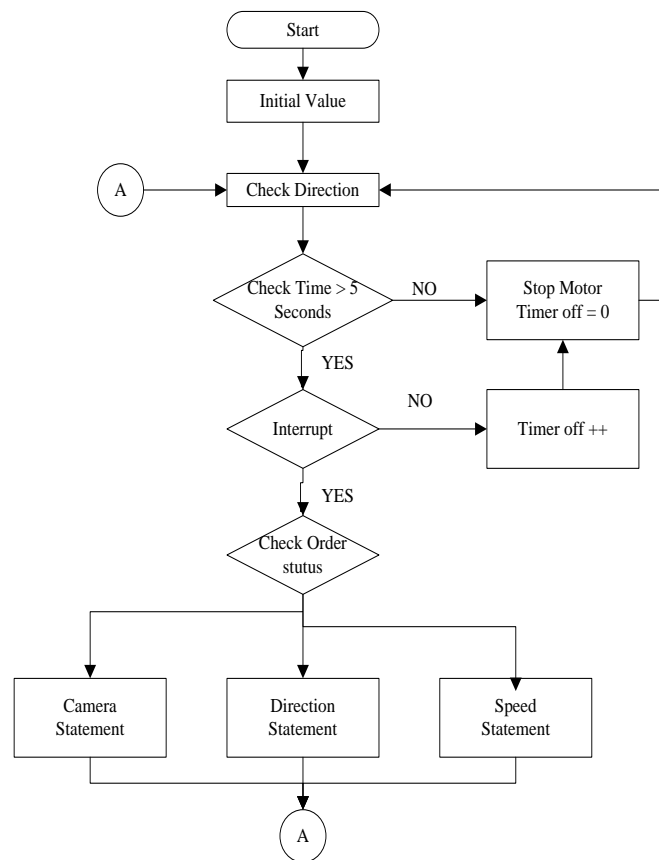 Start
Initial Value
A
Check Direction
Check Time > 5
Seconds
NO
Stop Motor
Timer off = 0
YES
Interrupt
NO
Timer off ++
YES
Check Order
stutus
Camera
Statement
Direction
Statement
Speed
Statement
A